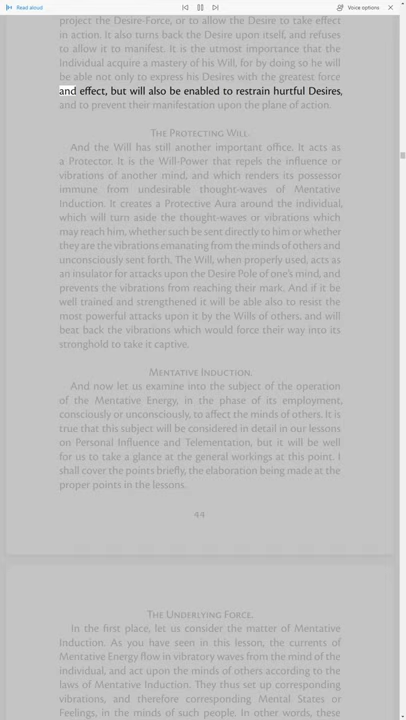 Read aloud
Voice options
project the Desire-Force, or to allow the Desire to take effect
in action. It also turns back the Desire upon itself, and refuses
to allow it to manifest. It is the utmost importance that the
Individual acquire a mastery of his Will, for by doing so he will
be able not only to express his Desires with the greatest force
and effect, but will also be enabled to restrain hurtful Desires,
and to prevent their manifestation upon the plane of action.
The Protecting Will.
And the Will has still another important office. It acts as
a Protector. It is the Will-Power that repels the influence or
vibrations of another mind, and which renders its possessor
immune from undesirable thought-waves of Mentative
Induction. It creates a Protective Aura around the individual,
which will turn aside the thought-waves or vibrations which
may reach him, whether such be sent directly to him or whether
they are the vibrations emanating from the minds of others and
unconsciously sent forth. The Will, when properly used, acts as
an insulator for attacks upon the Desire Pole of one's mind, and
prevents the vibrations from reaching their mark. And if it be
well trained and strengthened it will be able also to resist the
most powerful attacks upon it by the Wills of others, and will
beat back the vibrations which would force their way into its
stronghold to take it captive.
Mentative Induction.
And now let us examine into the subject of the operation
of the Mentative Energy, in the phase of its employment,
consciously or unconsciously, to affect the minds of others. It is
true that this subject will be considered in detail in our lessons
on Personal Influence and Telementation, but it will be well
for us to take a glance at the general workings at this point. I
shall cover the points briefly, the elaboration being made at the
proper points in the lessons.
44
The Underlying Force.
In the first place, let us consider the matter of Mentative
Induction. As you have seen in this lesson, the currents of
Mentative Energy flow in vibratory waves from the mind of the
individual, and act upon the minds of others according to the
laws of Mentative Induction. They thus set up corresponding
vibrations, and therefore corresponding Mental States or
Feelings, in the minds of such people. In other words, these